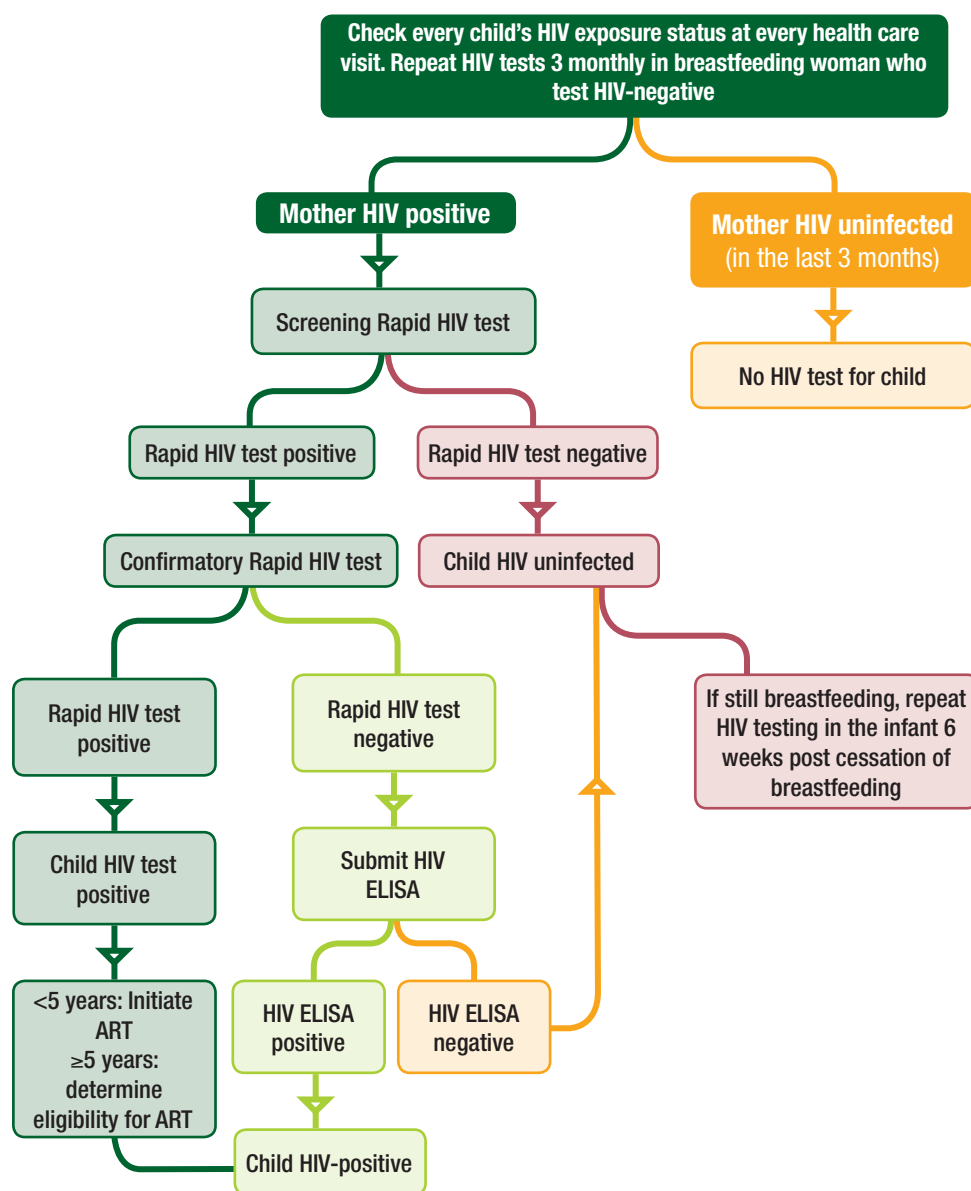 Check every child’s HIV exposure status at every health care
visit. Repeat HIV tests 3 monthly in breastfeeding woman who
test HIV-negative
Mother HIV positive
Mother HIV uninfected
(in the last 3 months)
Screening Rapid HIV test
No HIV test for child
Rapid HIV test positive
Rapid HIV test negative
Confirmatory Rapid HIV test
Child HIV uninfected
Rapid HIV test
positive
Rapid HIV test
negative
If still breastfeeding, repeat
HIV testing in the infant 6
weeks post cessation of
breastfeeding
Child HIV test
positive
Submit HIV
ELISA
<5 years: Initiate
ART
≥5 years:
determine
eligibility for ART
HIV ELISA
positive
HIV ELISA
negative
Child HIV-positive